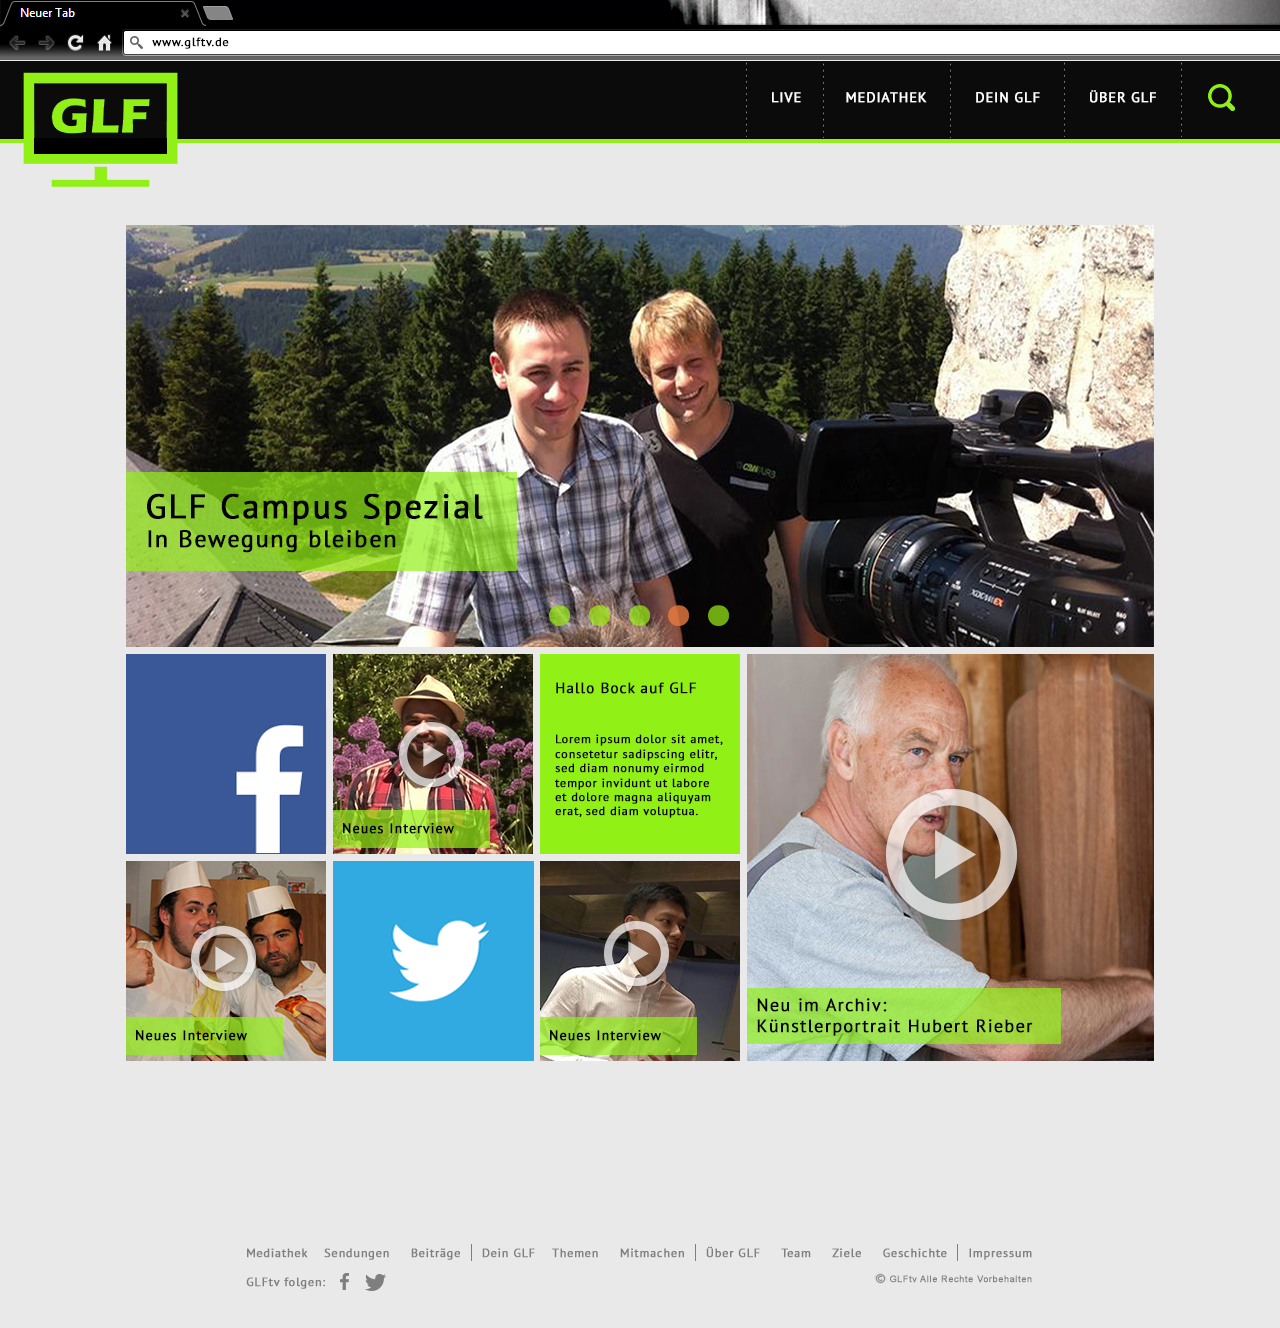 Neuer Tab
www.glftv.de
GLF
LIVE
MEDIATHEK
DEIN GLF
ÜBER GLF
GLF Campus Spezial
In Bewegung bleiben
XDCAM EX
Hallo Bock auf GLF
Lorem ipsum dolor sit amet,
consetetur sadipscing elitr,
sed diam nonumy eirmod
tempor invidunt ut labore
et dolore magna aliquyam
erat, sed diam voluptua.
Neues Interview
Neues Interview
Neues Interview
Neu im Archiv:
Künstlerportrait Hubert Rieber
Mediathek Sendungen Beiträge Dein GLF Themen Mitmachen Über GLF Team Ziele Geschichte Impressum
GLFtv folgen:
© GLFtv Alle Rechte Vorbehalten